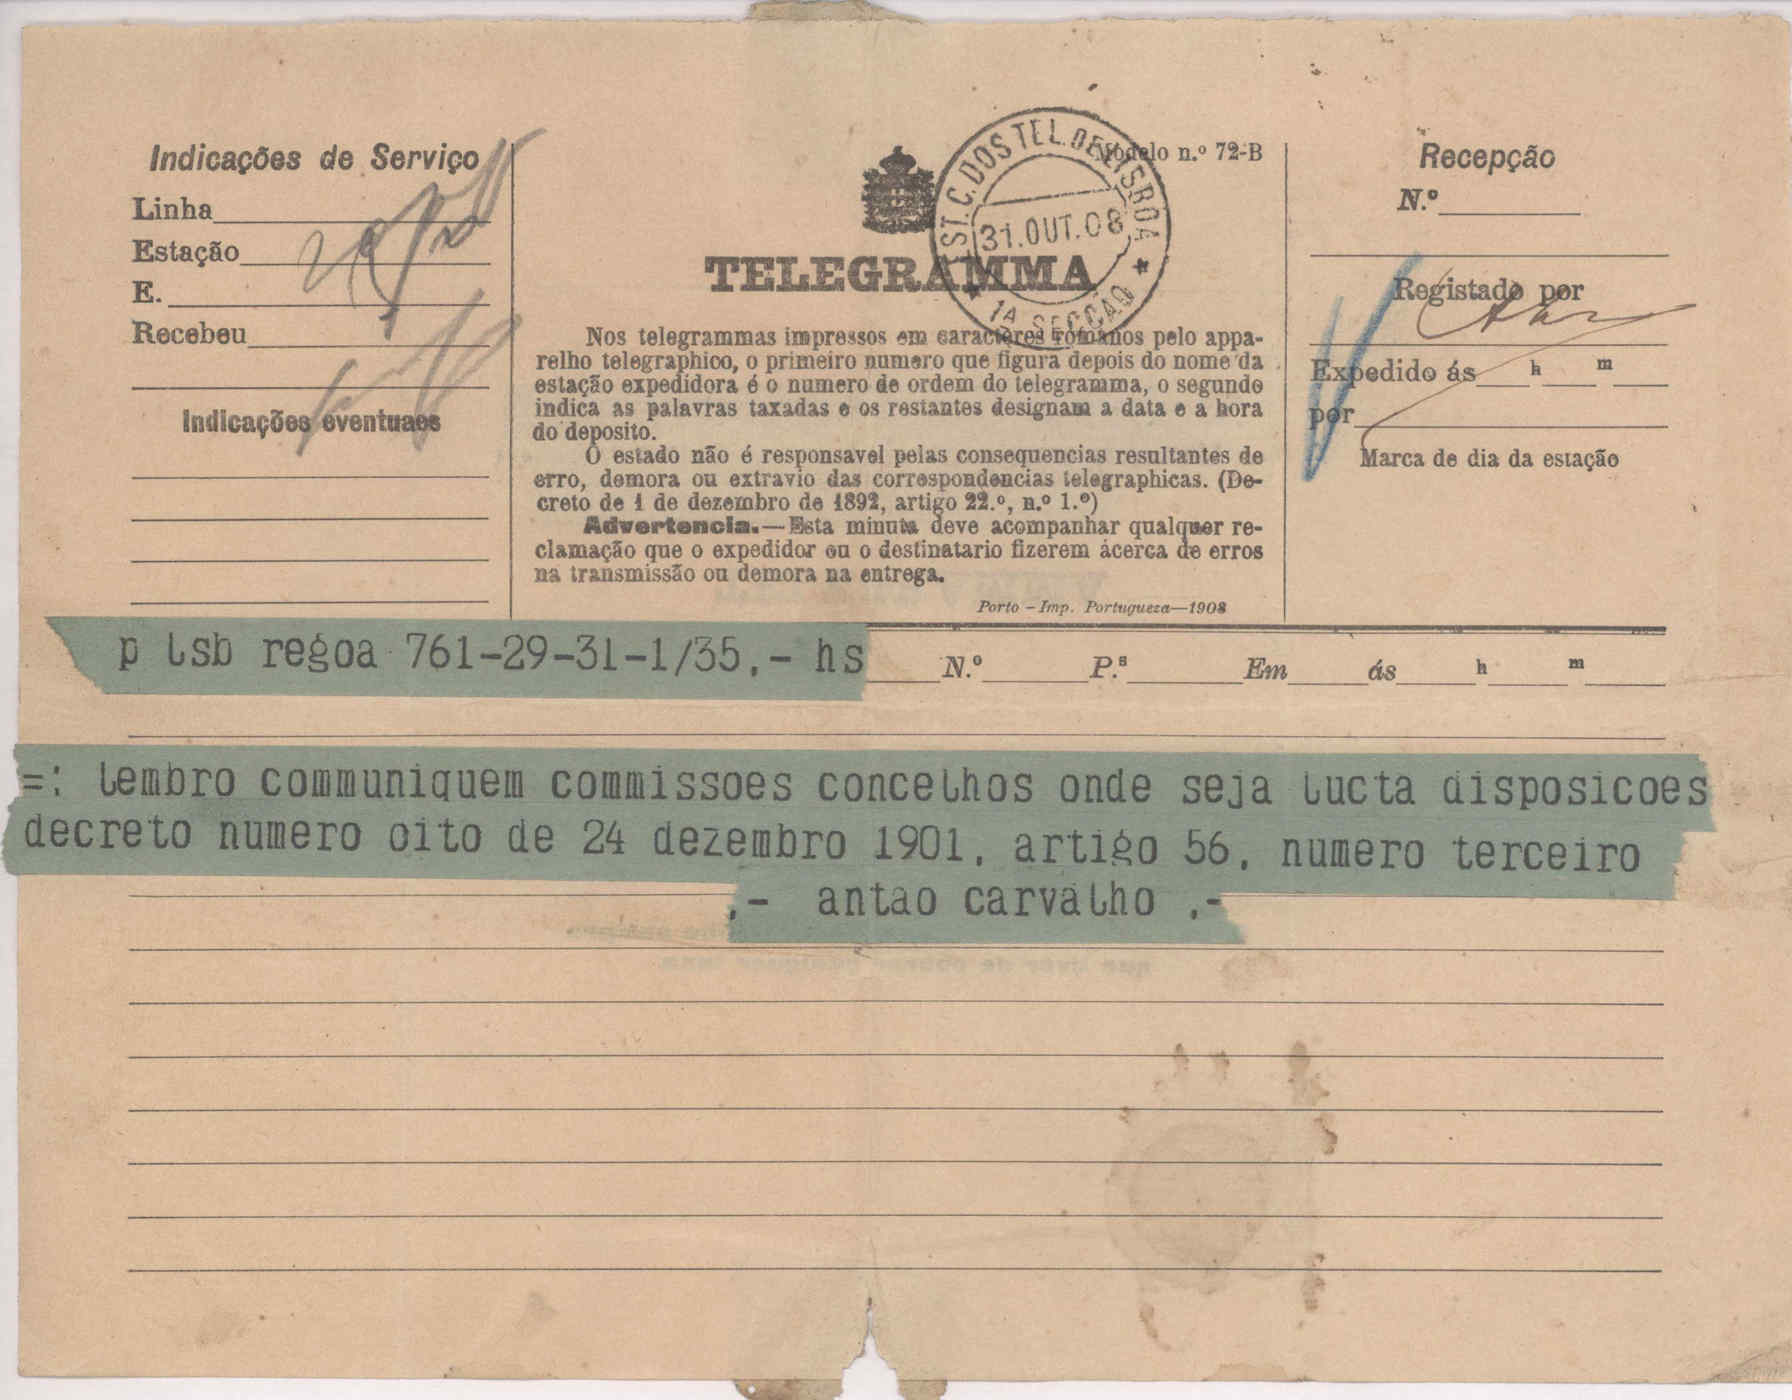 Indicações de Serviço
Linha
Estação
E.
Recebeu
Indicações eventuaes
Modelo n.º 72-B
EST. C. DOS TEL. DE LISBOA
31.OUT.08
1ª SECÇÃO
TELEGRAMMA
Nos telegrammas impressos em caractères romanos pelo appa-
relho telegraphico, o primeiro numero que figura depois do nome da
estação expedidora é o numero de ordem do telegramma, o segundo
indica as palavras taxadas e os restantes designam a data e a hora
do deposito.
O estado não é responsavel pelas consequencias resultantes de
erro, demora ou extravio das correspondencias telegraphicas. (De-
creto de 1 de dezembro de 1892, artigo 22.º, n.º 1.º)
Advertencia.—Esta minuta deve acompanhar qualquer re-
clamação que o expedidor ou o destinatario fizerem ácerca de erros
na transmissão ou demora na entrega.
Porto - Imp. Portugueza—1908
Recepção
N.º
Registado por
Expedido ás h m
por
Marca de dia da estação
p lsb regoa 761-29-31-1/35,- hs N.º P.s Em ás h m
=: lembro communiquem commissoes concelhos onde seja lucta disposicoes
decreto numero oito de 24 dezembro 1901, artigo 56, numero terceiro
,- antao carvalho ,-